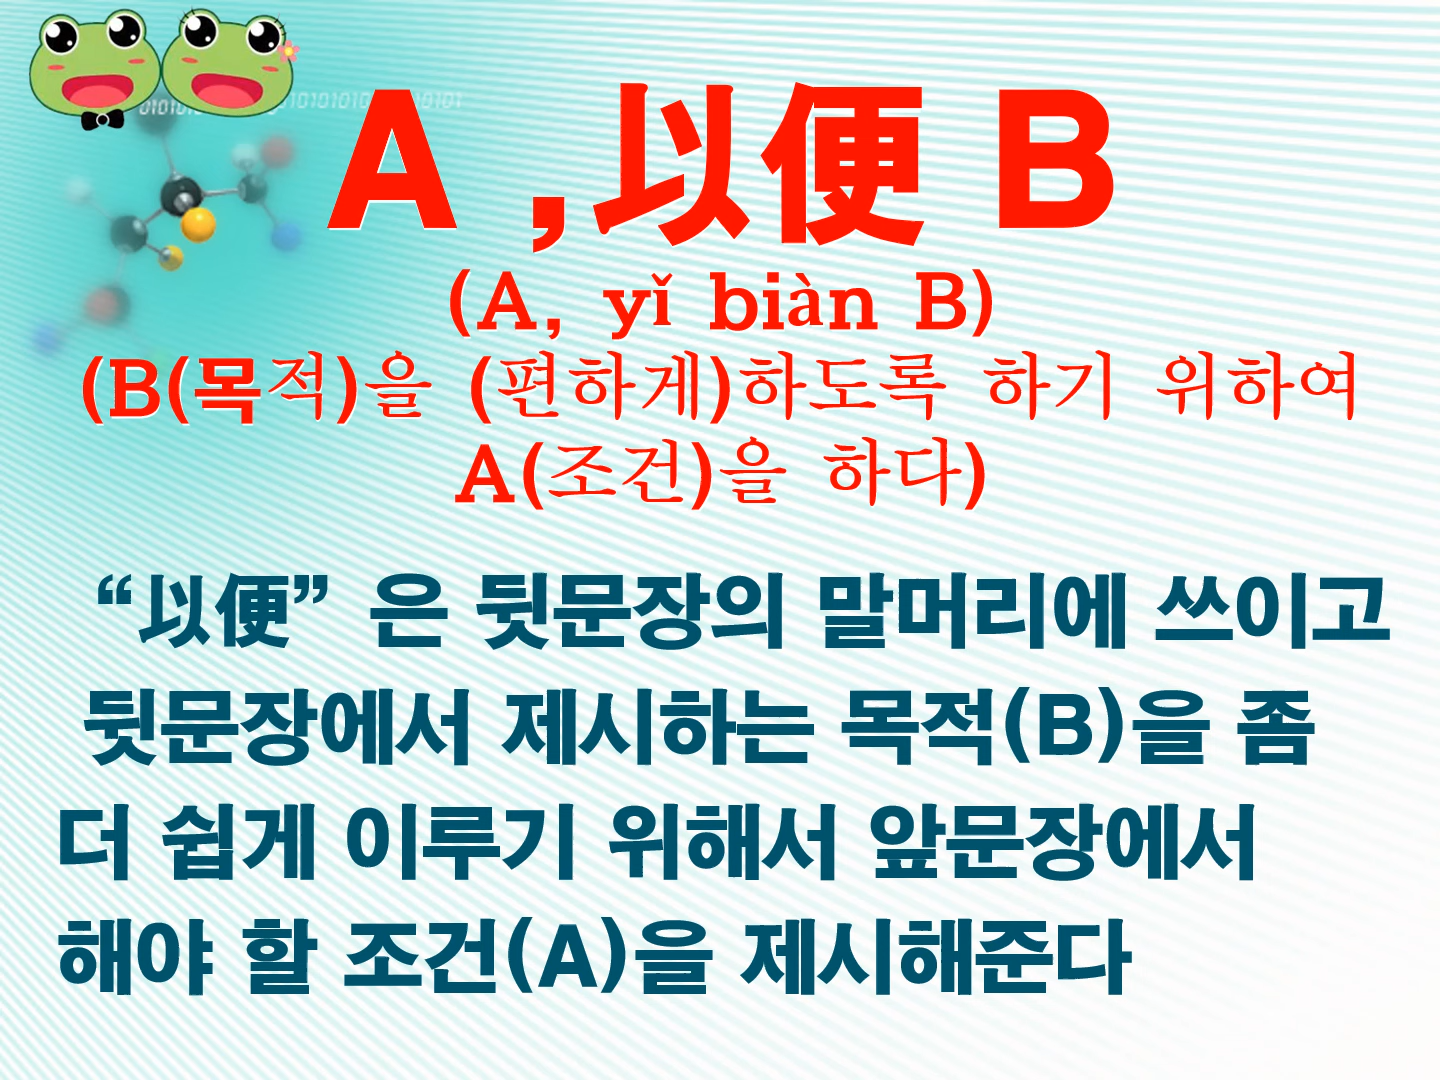 01010101010101010101
A ,以便 B
(A, yǐ biàn B)
(B(목적)을 (편하게)하도록 하기 위하여
A(조건)을 하다)
“以便” 은 뒷문장의 말머리에 쓰이고
뒷문장에서 제시하는 목적(B)을 좀
더 쉽게 이루기 위해서 앞문장에서
해야 할 조건(A)을 제시해준다